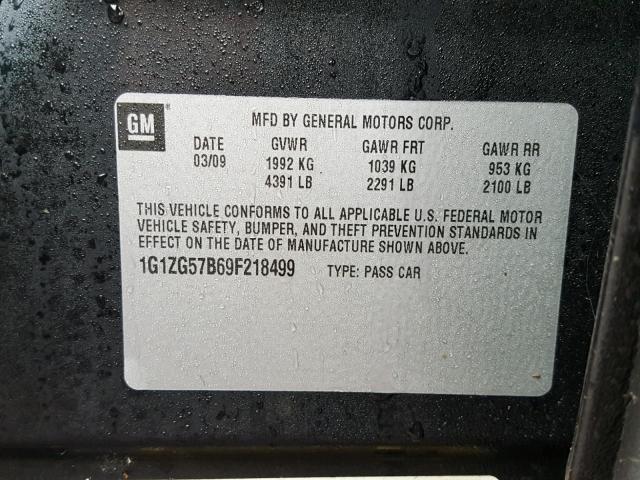 GM®
MFD BY GENERAL MOTORS CORP.
DATE GVWR GAWR FRT GAWR RR
03/09 1992 KG 1039 KG 953 KG
4391 LB 2291 LB 2100 LB
THIS VEHICLE CONFORMS TO ALL APPLICABLE U.S. FEDERAL MOTOR
VEHICLE SAFETY, BUMPER, AND THEFT PREVENTION STANDARDS IN
EFFECT ON THE DATE OF MANUFACTURE SHOWN ABOVE.
1G1ZG57B69F218499 TYPE: PASS CAR